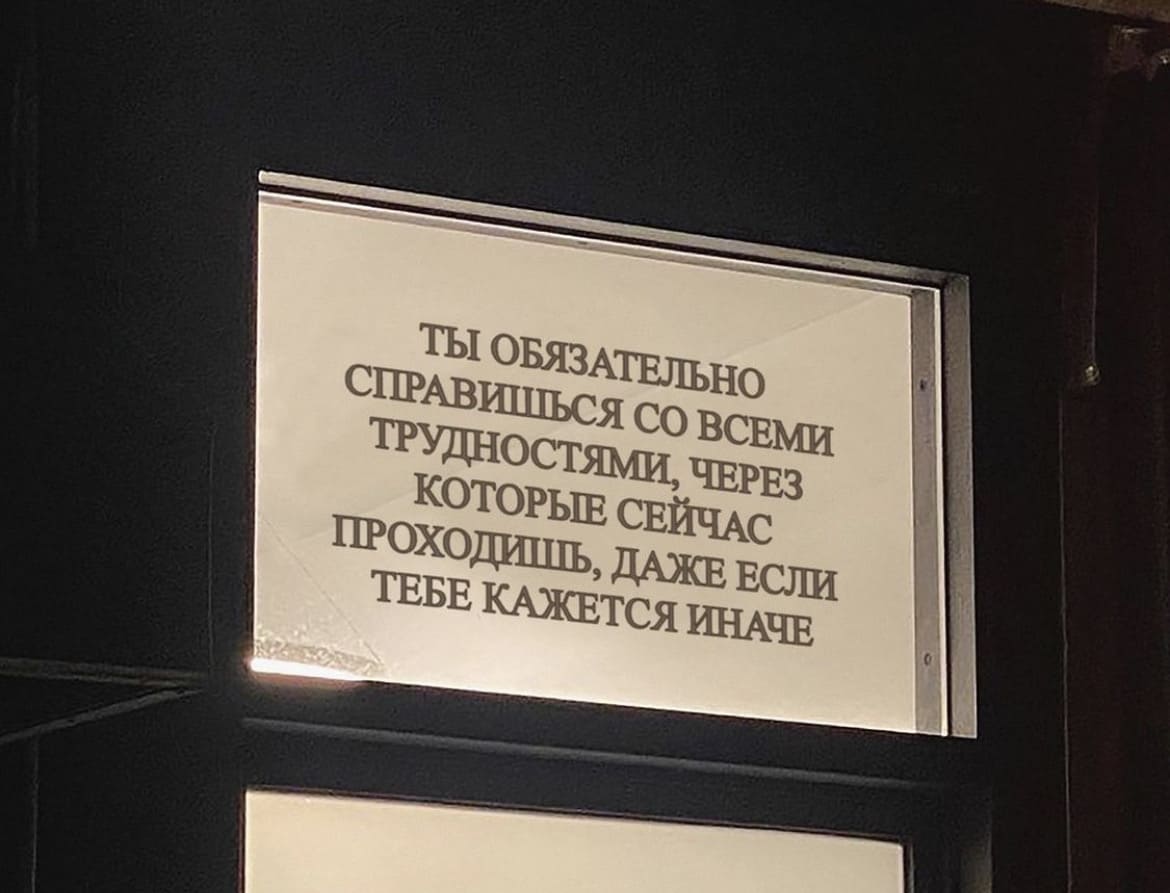 ТЫ ОБЯЗАТЕЛЬНО
СПРАВИШЬСЯ СО ВСЕМИ
ТРУДНОСТЯМИ, ЧЕРЕЗ
КОТОРЫЕ СЕЙЧАС
ПРОХОДИШЬ, ДАЖЕ ЕСЛИ
ТЕБЕ КАЖЕТСЯ ИНАЧЕ